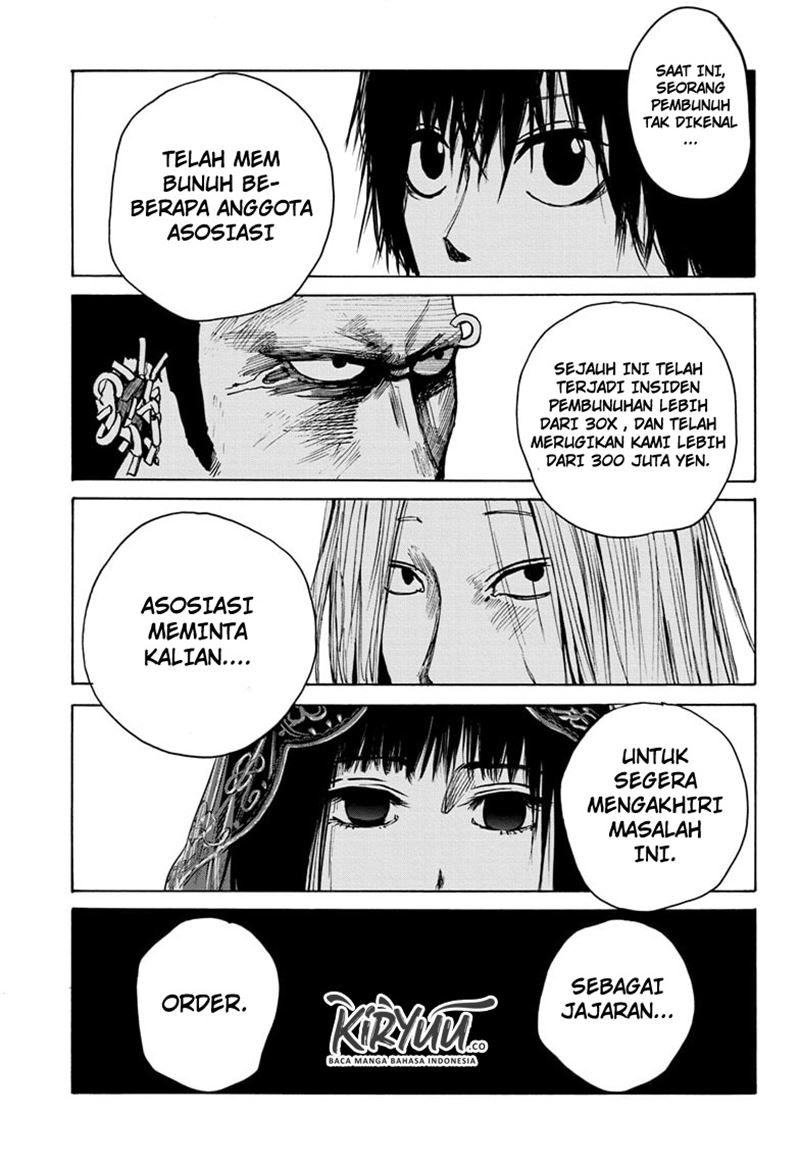 SAAT INI,
SEORANG
PEMBUNUH
TAK DIKENAL
...
TELAH MEM
BUNUH BE-
BERAPA ANGGOTA
ASOSIASI
SEJAUH INI TELAH
TERJADI INSIDEN
PEMBUNUHAN LEBIH
DARI 30X , DAN TELAH
MERUGIKAN KAMI LEBIH
DARI 300 JUTA YEN.
ASOSIASI
MEMINTA
KALIAN....
UNTUK
SEGERA
MENGAKHIRI
MASALAH
INI.
SEBAGAI
JAJARAN...
ORDER.
KIRYUU.CO
BACA MANGA BAHASA INDONESIA